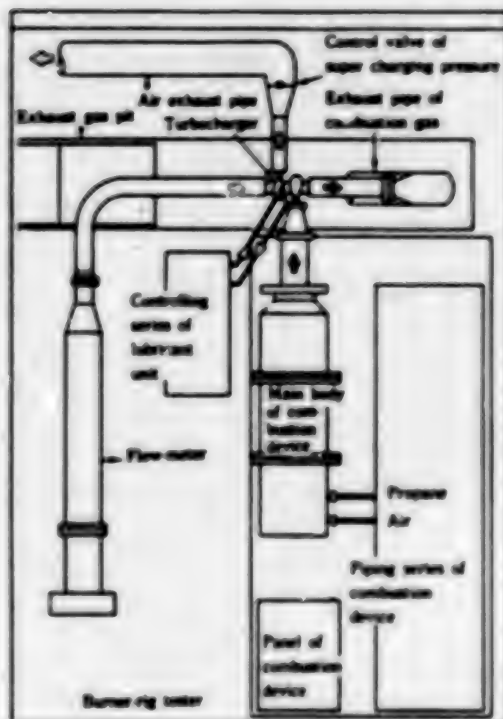 Control valve of
super charging pressure
Air exhaust pipe
Exhaust pipe of
combustion gas
Exhaust gas pit
Turbocharger
Controlling
series of
lubricant
unit
Main body
of com-
bustion
device
Flow-meter
Propane
Air
Piping series of
combustion
device
Panel of
combustion
device
Burner-rig tester